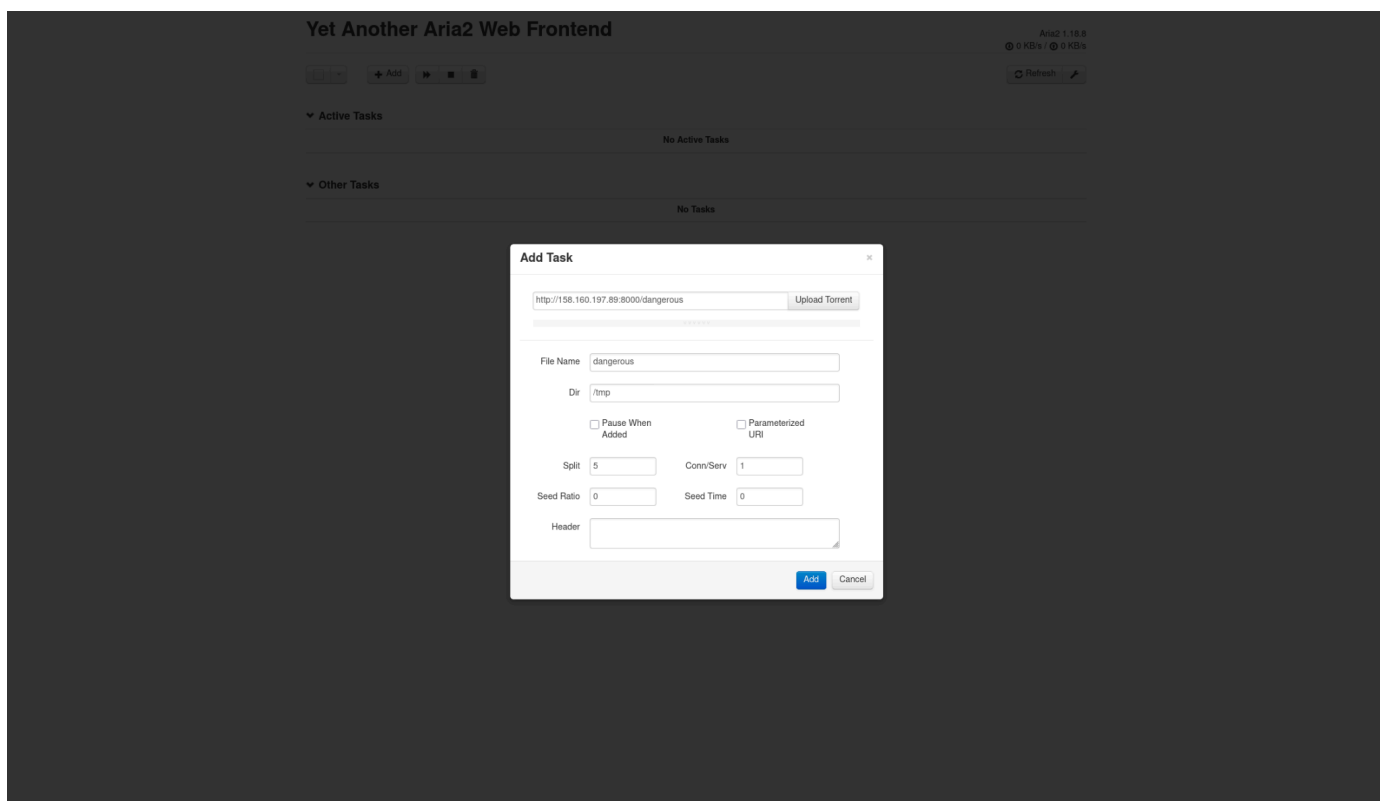 Yet Another Aria2 Web Frontend
Aria2 1.18.8
0 KB/s / 0 KB/s
Add
Refresh
Active Tasks
No Active Tasks
Other Tasks
No Tasks
Add Task
×
http://158.160.197.89:8000/dangerous
Upload Torrent
File Name
dangerous
Dir
/tmp
Pause When
Added
Parameterized
URI
Split
5
Conn/Serv
1
Seed Ratio
0
Seed Time
0
Header
Add
Cancel